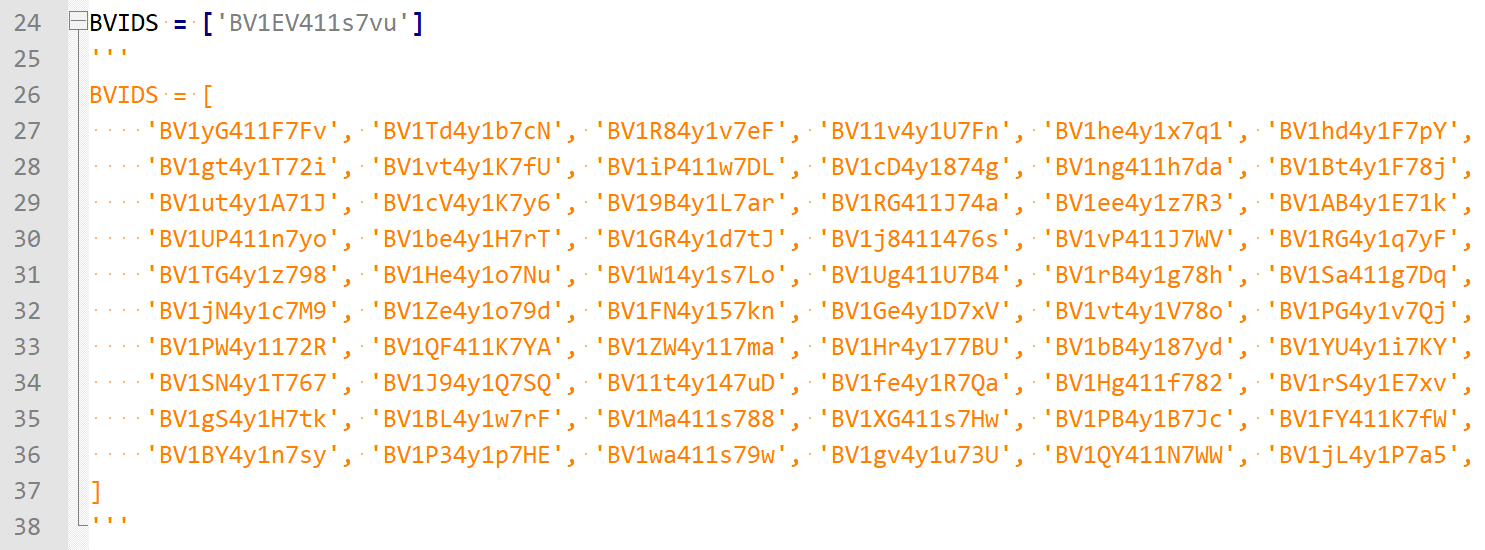 24 BVIDS = ['BV1EV411s7vu']
25 '''
26 BVIDS = [
27     'BV1yG411F7Fv', 'BV1Td4y1b7cN', 'BV1R84y1v7eF', 'BV11v4y1U7Fn', 'BV1he4y1x7q1', 'BV1hd4y1F7pY',
28     'BV1gt4y1T72i', 'BV1vt4y1K7fU', 'BV1iP411w7DL', 'BV1cD4y1874g', 'BV1ng411h7da', 'BV1Bt4y1F78j',
29     'BV1ut4y1A71J', 'BV1cV4y1K7y6', 'BV19B4y1L7ar', 'BV1RG411J74a', 'BV1ee4y1z7R3', 'BV1AB4y1E71k',
30     'BV1UP411n7yo', 'BV1be4y1H7rT', 'BV1GR4y1d7tJ', 'BV1j8411476s', 'BV1vP411J7WV', 'BV1RG4y1q7yF',
31     'BV1TG4y1z798', 'BV1He4y1o7Nu', 'BV1W14y1s7Lo', 'BV1Ug411U7B4', 'BV1rB4y1g78h', 'BV1Sa411g7Dq',
32     'BV1jN4y1c7M9', 'BV1Ze4y1o79d', 'BV1FN4y157kn', 'BV1Ge4y1D7xV', 'BV1vt4y1V78o', 'BV1PG4y1v7Qj',
33     'BV1PW4y1172R', 'BV1QF411K7YA', 'BV1ZW4y117ma', 'BV1Hr4y177BU', 'BV1bB4y187yd', 'BV1YU4y1i7KY',
34     'BV1SN4y1T767', 'BV1J94y1Q7SQ', 'BV11t4y147uD', 'BV1fe4y1R7Qa', 'BV1Hg411f782', 'BV1rS4y1E7xv',
35     'BV1gS4y1H7tk', 'BV1BL4y1w7rF', 'BV1Ma411s788', 'BV1XG411s7Hw', 'BV1PB4y1B7Jc', 'BV1FY411K7fW',
36     'BV1BY4y1n7sy', 'BV1P34y1p7HE', 'BV1wa411s79w', 'BV1gv4y1u73U', 'BV1QY411N7WW', 'BV1jL4y1P7a5',
37 ]
38 '''